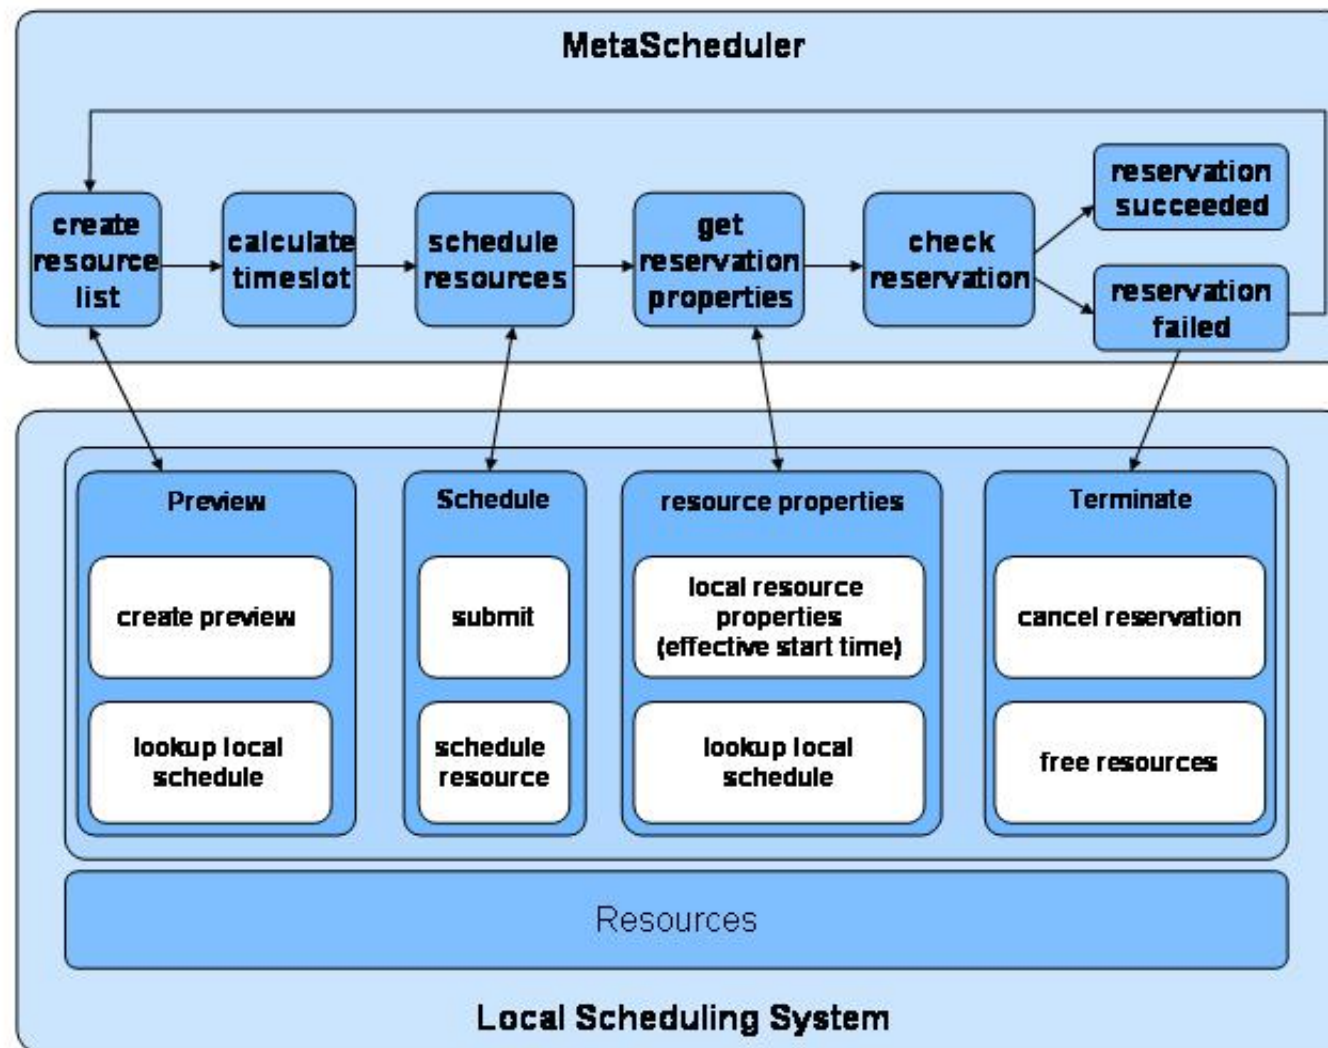 MetaScheduler
create
resource
list
calculate
timeslot
schedule
resources
get
reservation
properties
check
reservation
reservation
succeeded
reservation
failed
Preview
create preview
lookup local
schedule
Schedule
submit
schedule
resource
resource properties
local resource
properties
(effective start time)
lookup local
schedule
Terminate
cancel reservation
free resources
Resources
Local Scheduling System